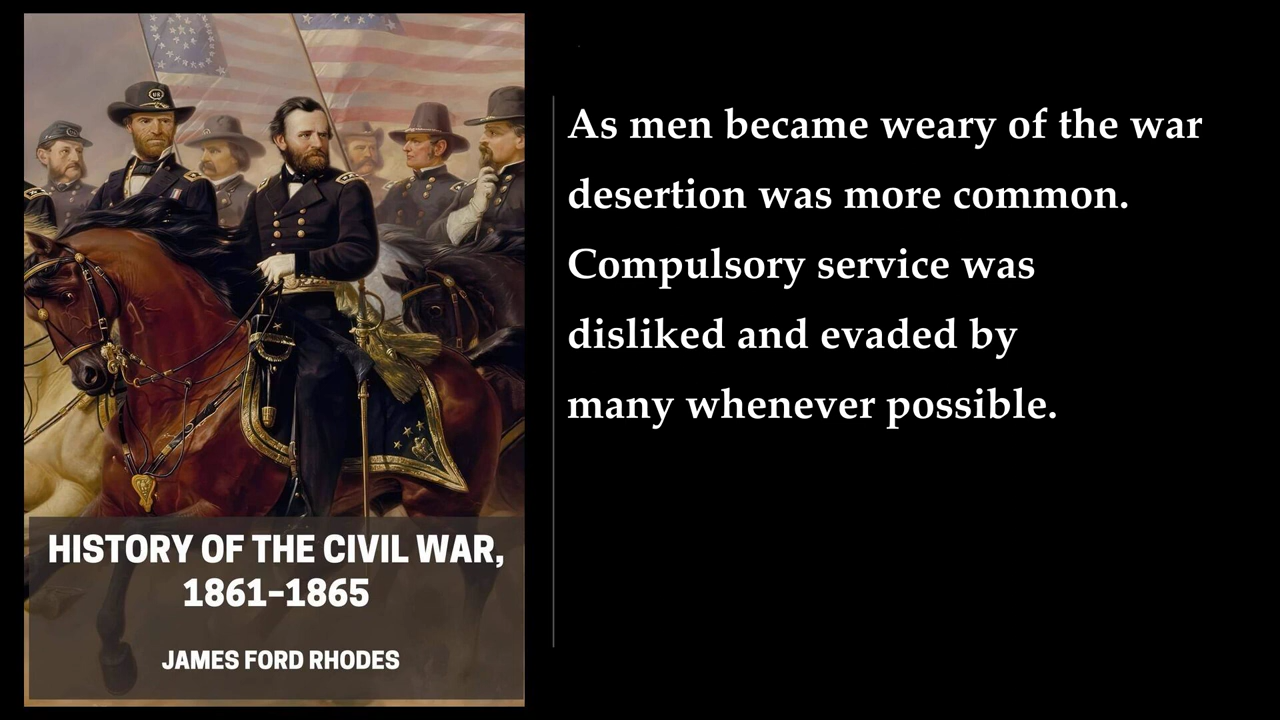 HISTORY OF THE CIVIL WAR,
1861–1865
JAMES FORD RHODES
As men became weary of the war
desertion was more common.
Compulsory service was
disliked and evaded by
many whenever possible.